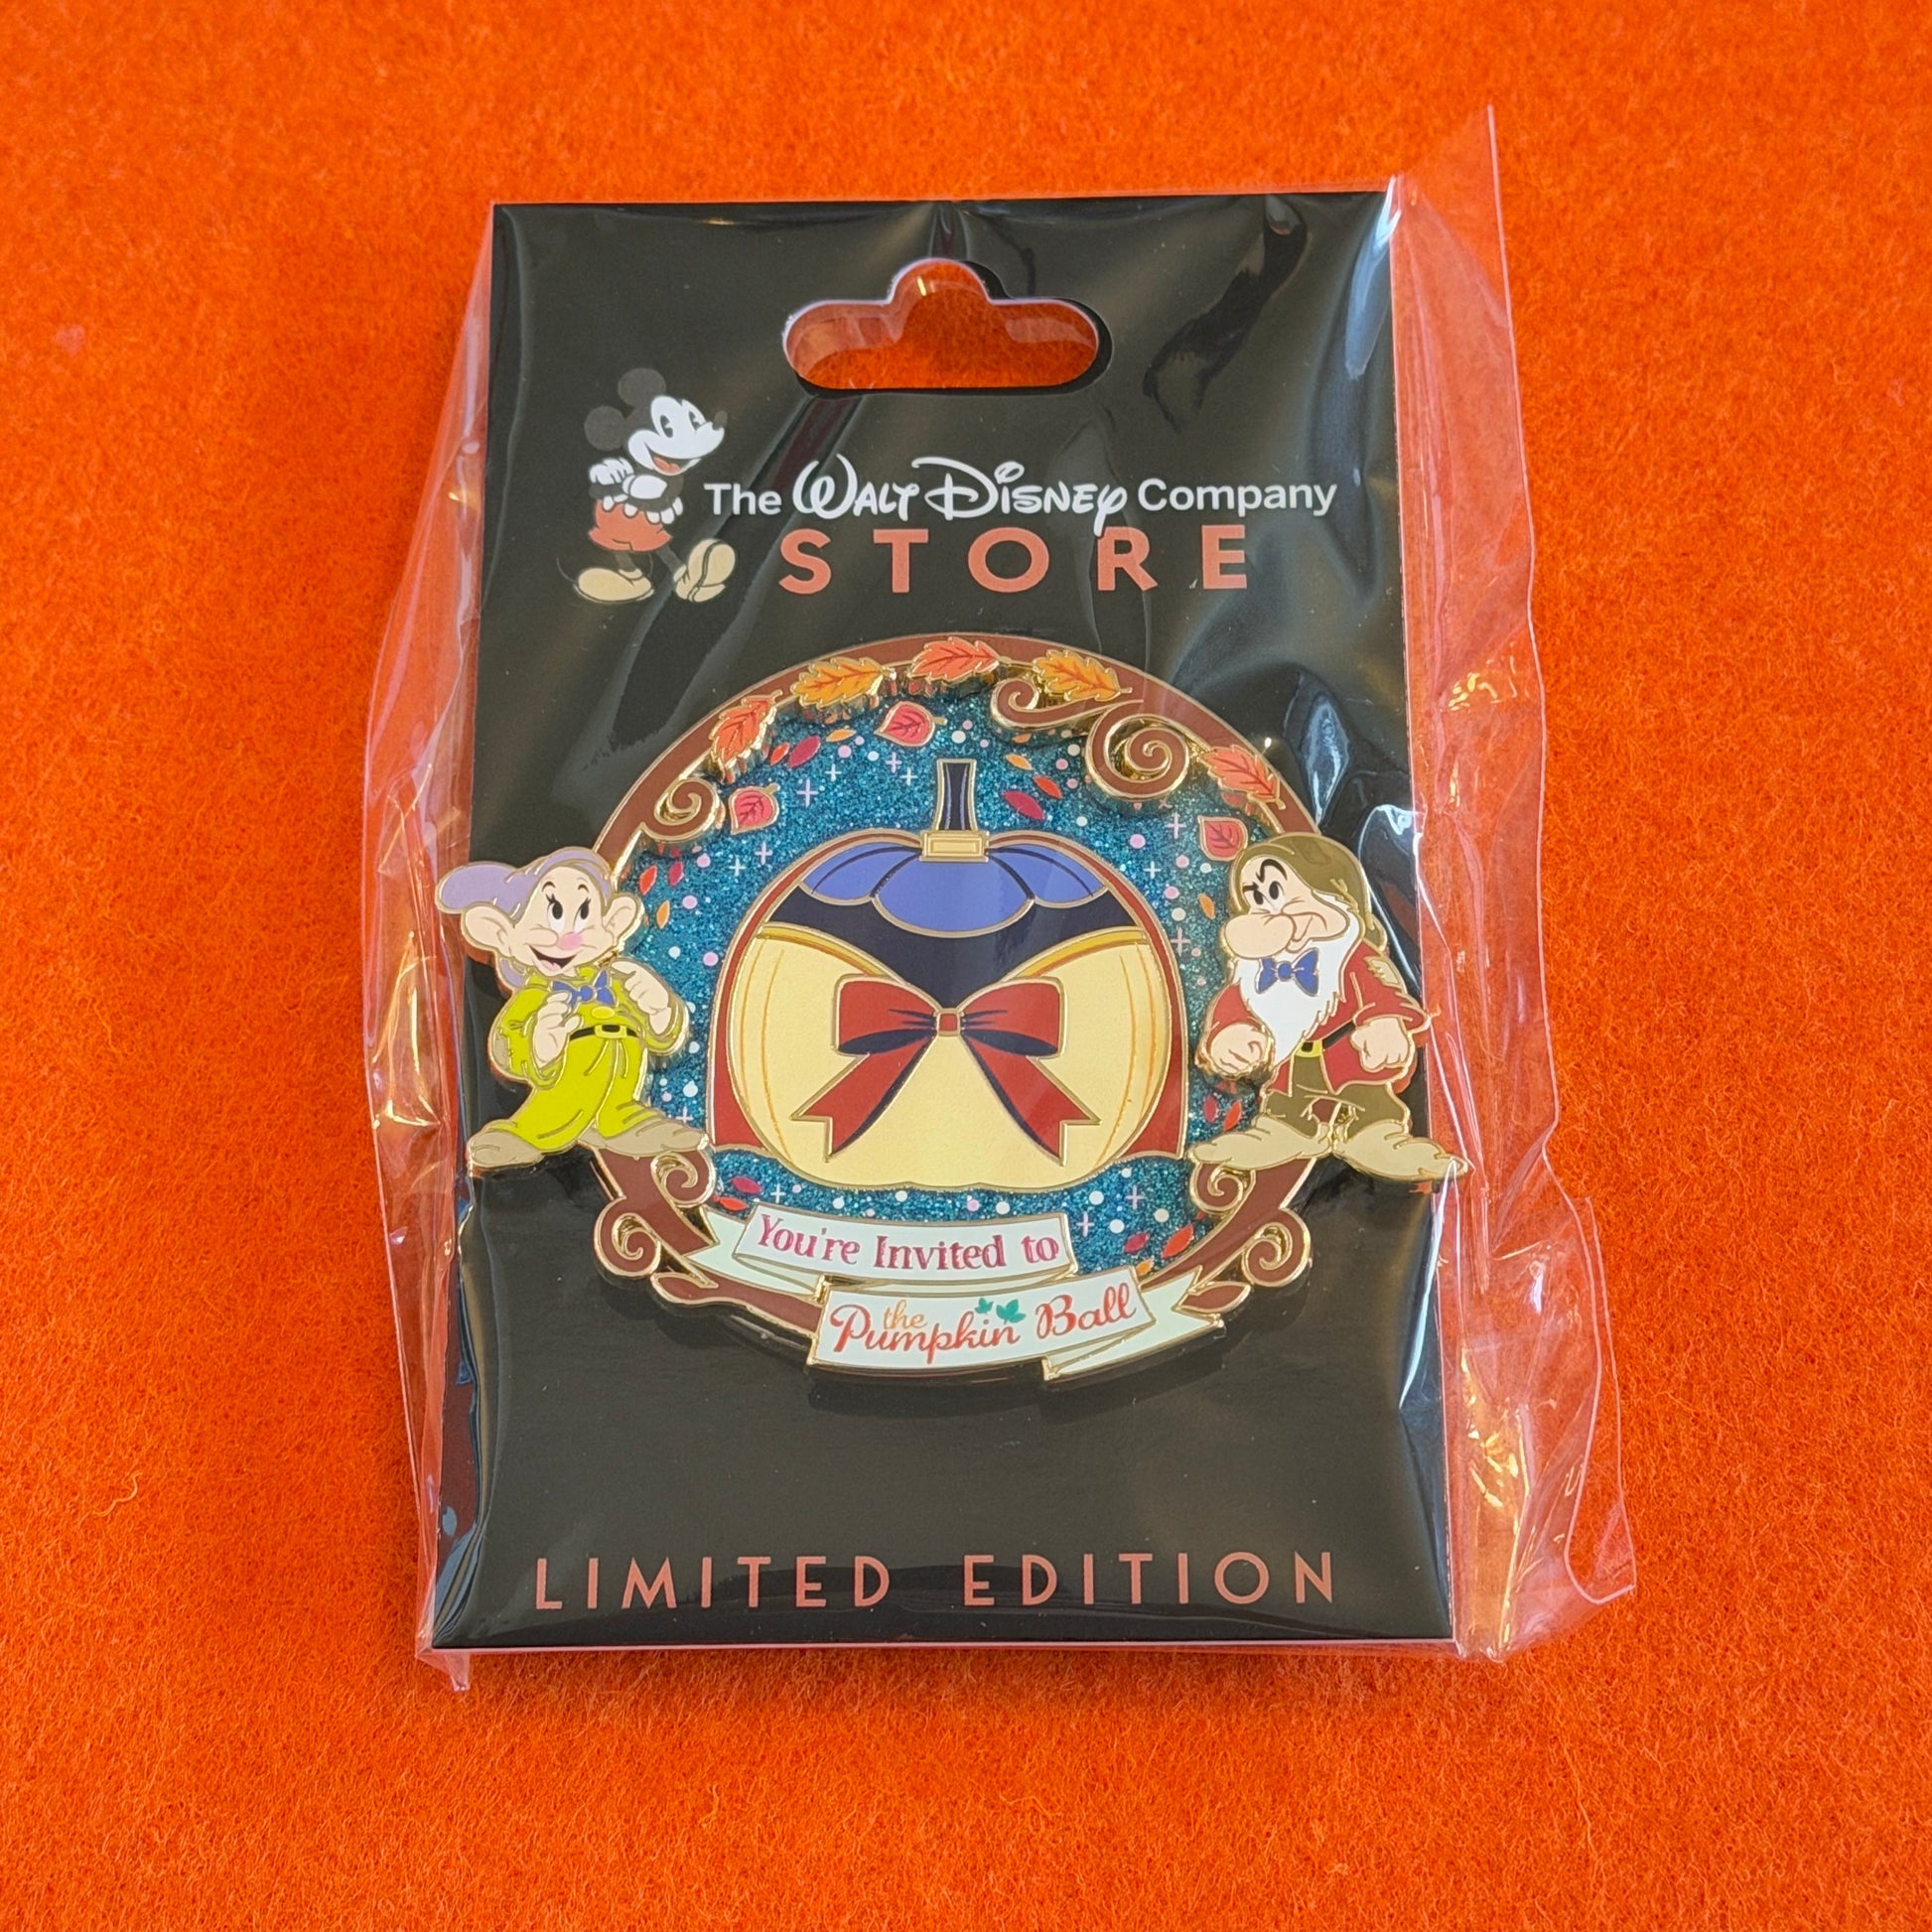 The WALT DISNEY Company
STORE
You're Invited to
the
Pumpkin Ball
LIMITED EDITION